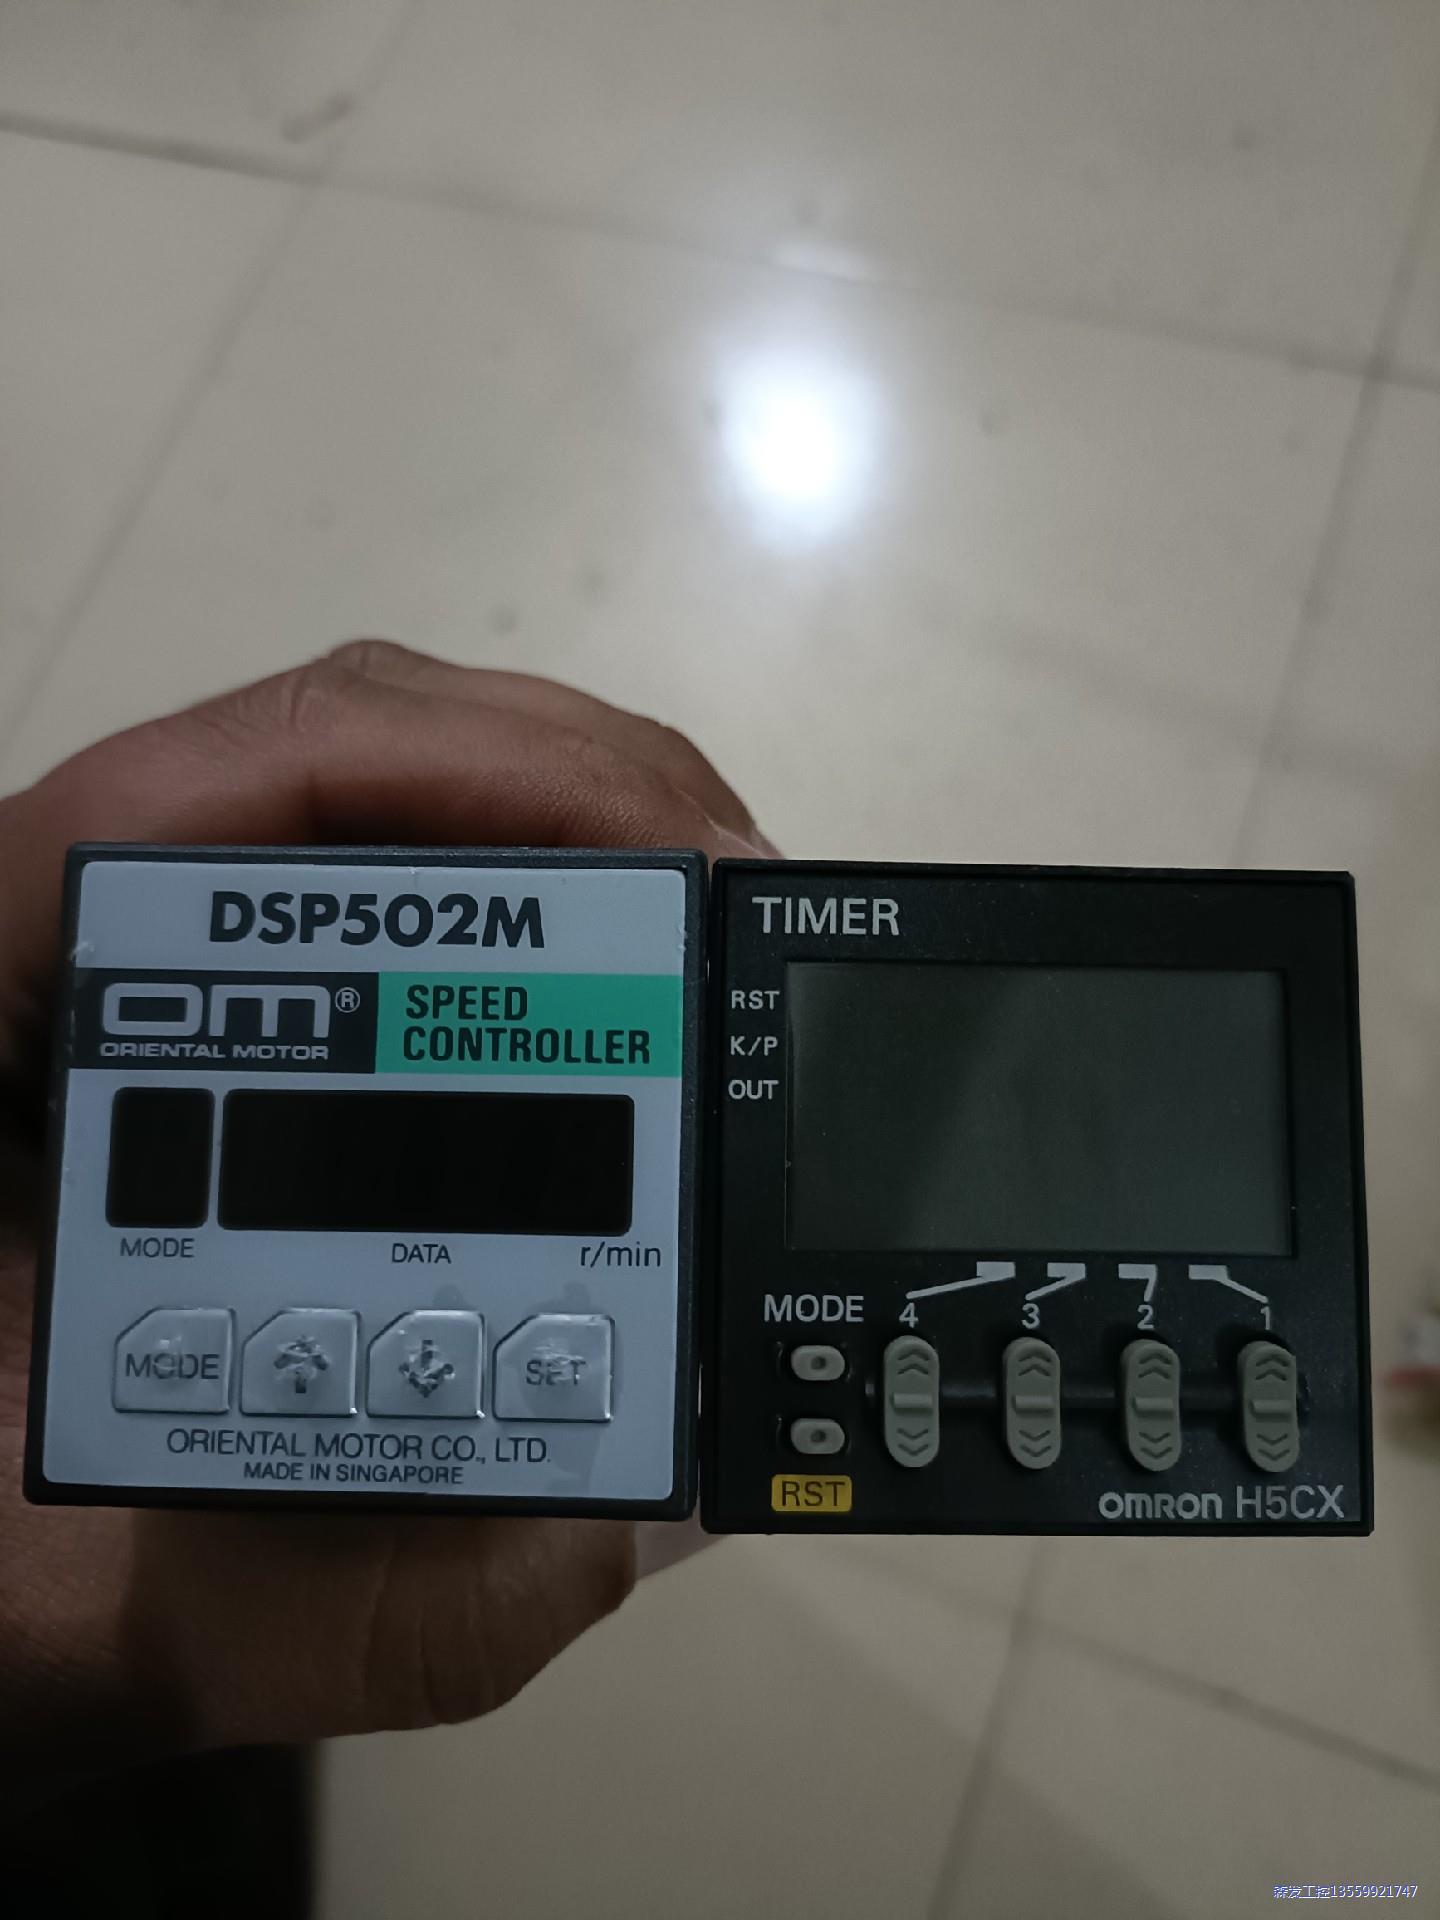 DSP502M
OM®
ORIENTAL MOTOR
SPEED
CONTROLLER
MODE
DATA
r/min
MODE
SET
ORIENTAL MOTOR CO., LTD.
MADE IN SINGAPORE
TIMER
RST
K/P
OUT
MODE
4 3 2 1
RST
omron H5CX
森发工控13559921747